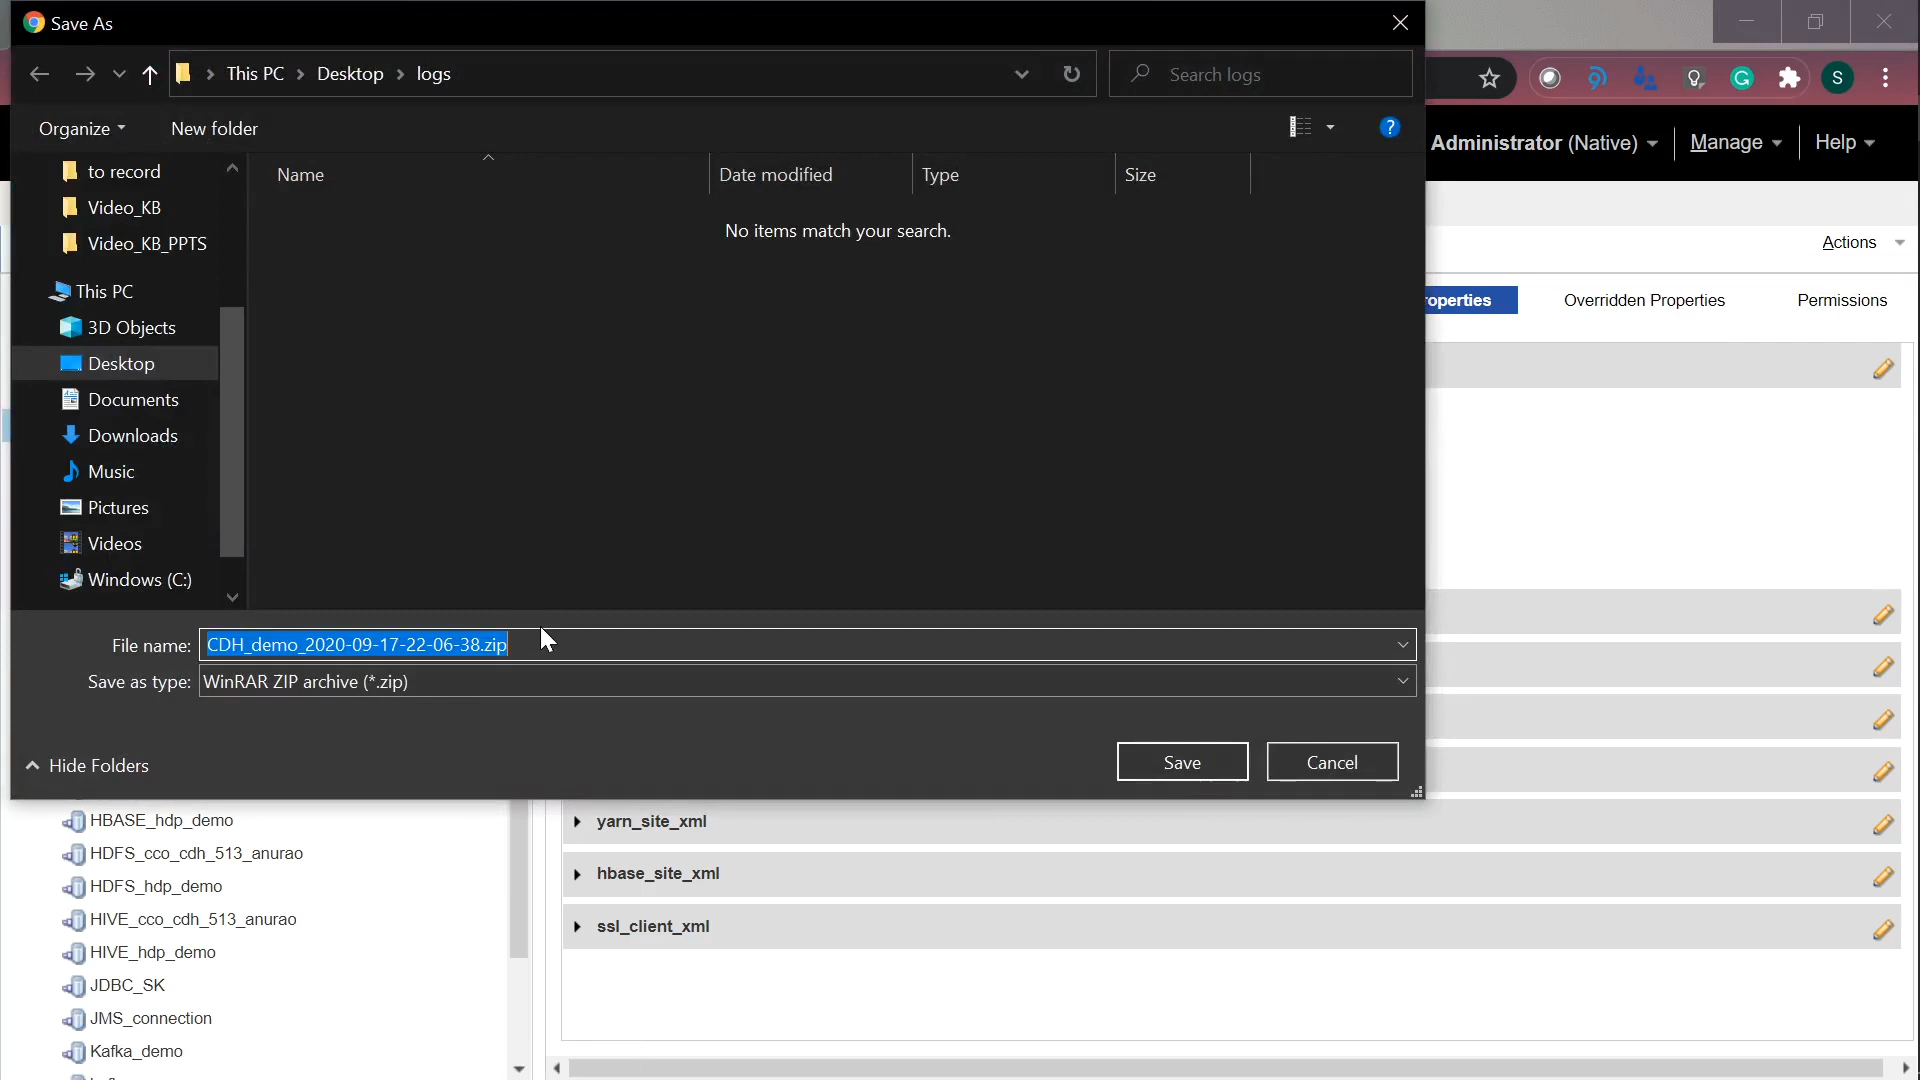 Save As
This PC
Desktop
logs
Search logs
S
Organize
New folder
?
Administrator (Native)
Manage
Help
to record
Video_KB
Video_KB_PPTS
This PC
3D Objects
Desktop
Documents
Downloads
Music
Pictures
Videos
Windows (C:)
Name
Date modified
Type
Size
No items match your search.
Actions
roperties
Overridden Properties
Permissions
File name:
CDH_demo_2020-09-17-22-06-38.zip
Save as type:
WinRAR ZIP archive (*.zip)
Hide Folders
Save
Cancel
HBASE_hdp_demo
HDFS_cco_cdh_513_anurao
HDFS_hdp_demo
HIVE_cco_cdh_513_anurao
HIVE_hdp_demo
JDBC_SK
JMS_connection
Kafka_demo
yarn_site_xml
hbase_site_xml
ssl_client_xml